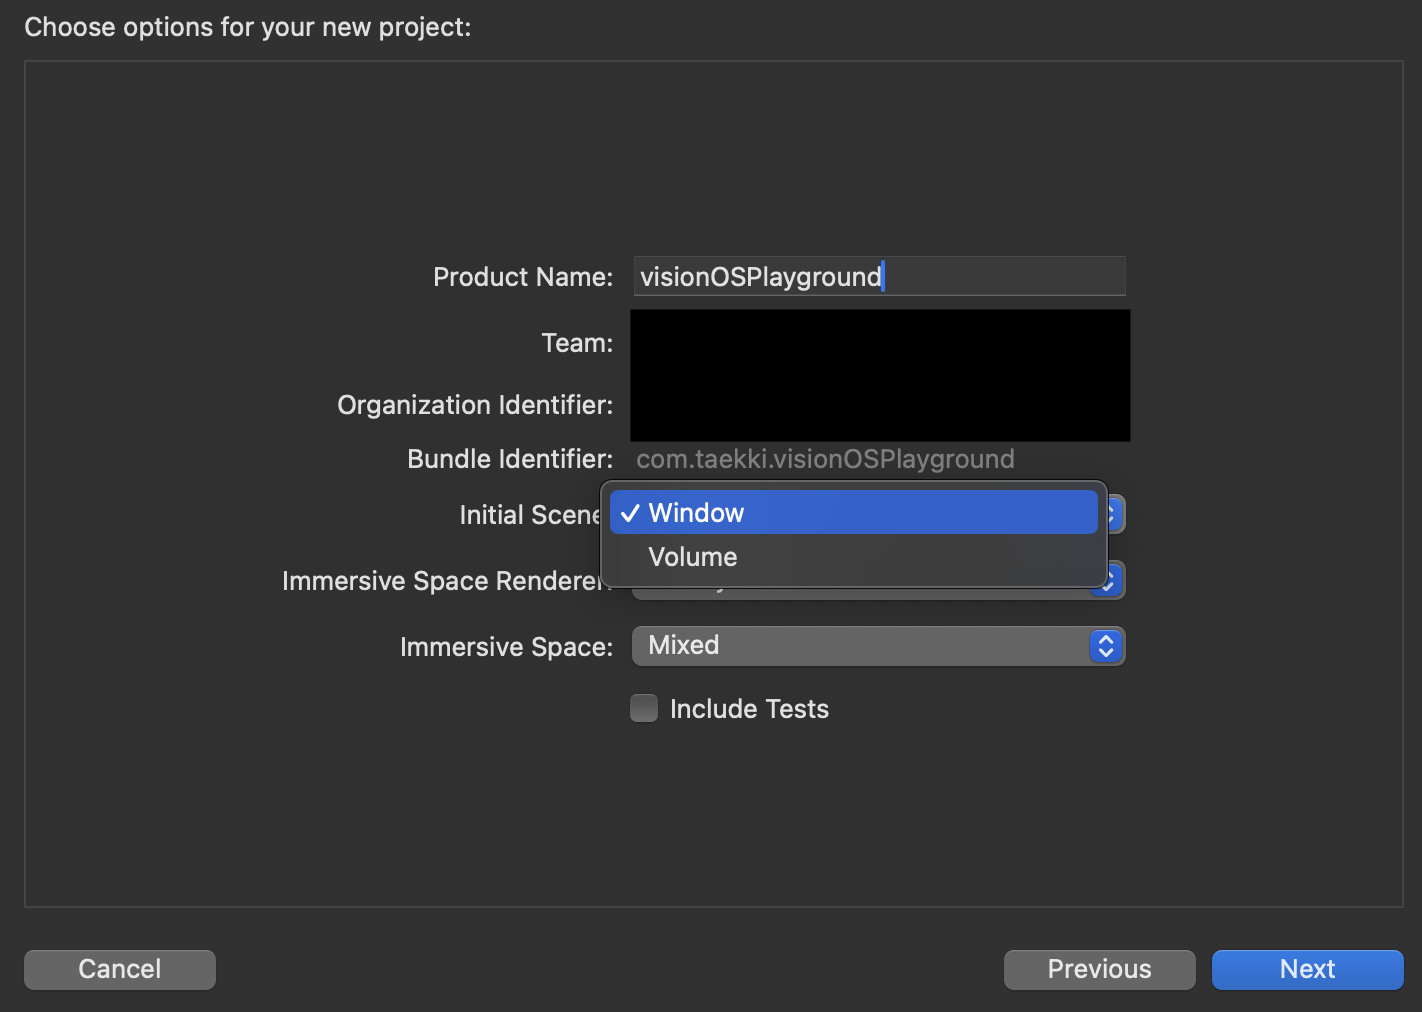 Choose options for your new project:
Product Name: visionOSPlayground
Team:
Organization Identifier:
Bundle Identifier: com.taekki.visionOSPlayground
Initial Scene
✓ Window
Volume
Immersive Space Renderer
Immersive Space: Mixed
Include Tests
Cancel Previous Next